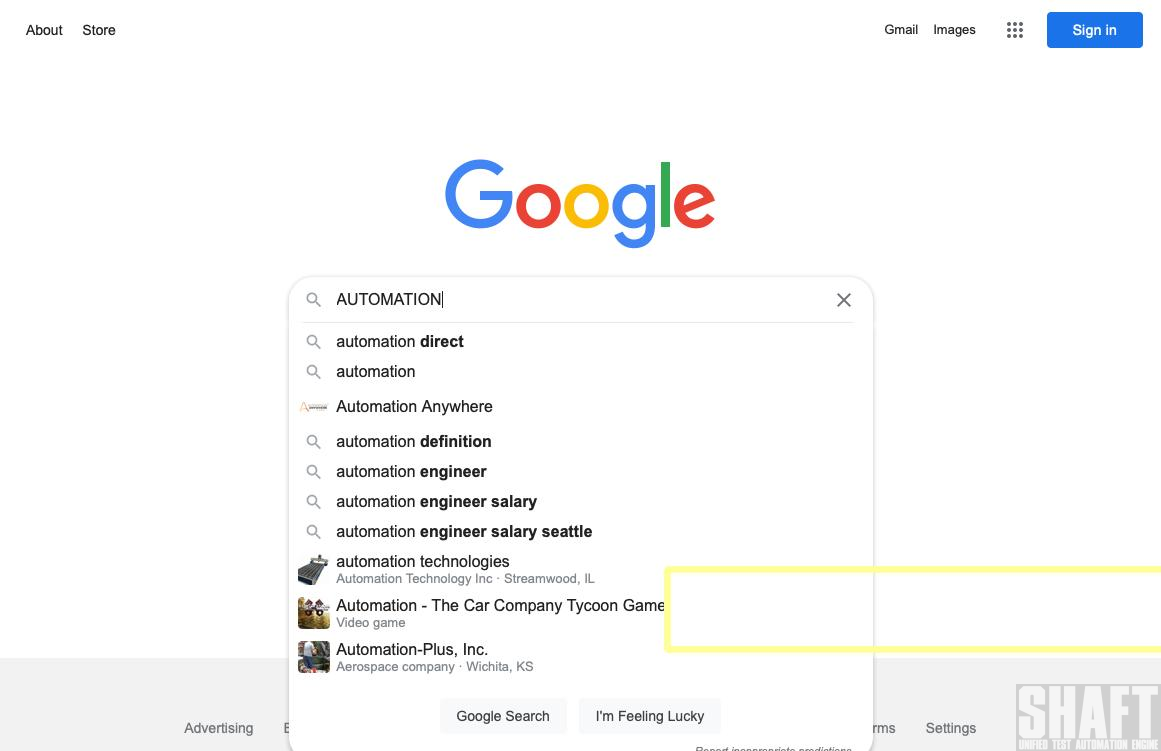 About Store Gmail Images Sign in
Google
AUTOMATION
automation direct
automation
Automation Anywhere
automation definition
automation engineer
automation engineer salary
automation engineer salary seattle
automation technologies
Automation Technology Inc · Streamwood, IL
Automation - The Car Company Tycoon Game
Video game
Automation-Plus, Inc.
Aerospace company · Wichita, KS
Google Search I'm Feeling Lucky
Advertising Settings
Report inappropriate predictions
SHAFT
UNIFIED TEST AUTOMATION ENGINE